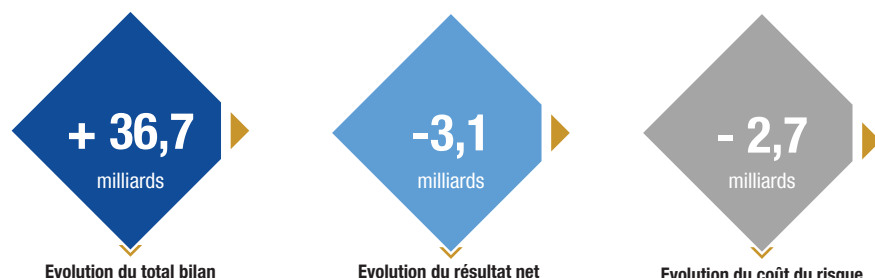 + 36,7
milliards
Evolution du total bilan
-3,1
milliards
Evolution du résultat net
- 2,7
milliards
Evolution du coût du risque